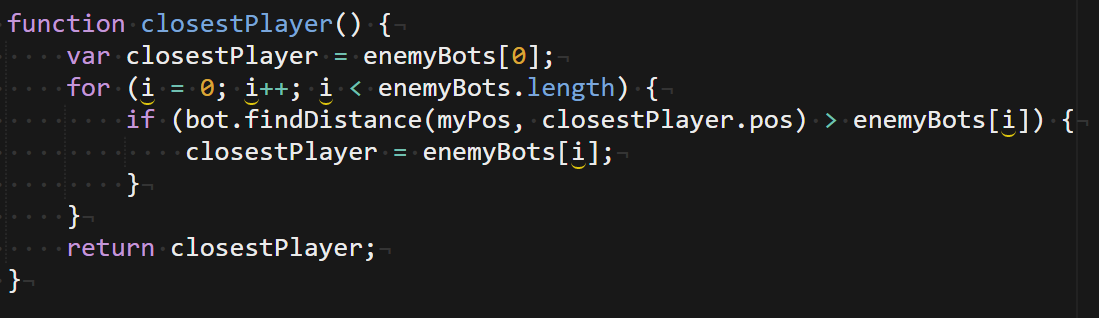 function closestPlayer() {
    var closestPlayer = enemyBots[0];
    for (i = 0; i++; i < enemyBots.length) {
        if (bot.findDistance(myPos, closestPlayer.pos) > enemyBots[i]) {
            closestPlayer = enemyBots[i];
        }
    }
    return closestPlayer;
}